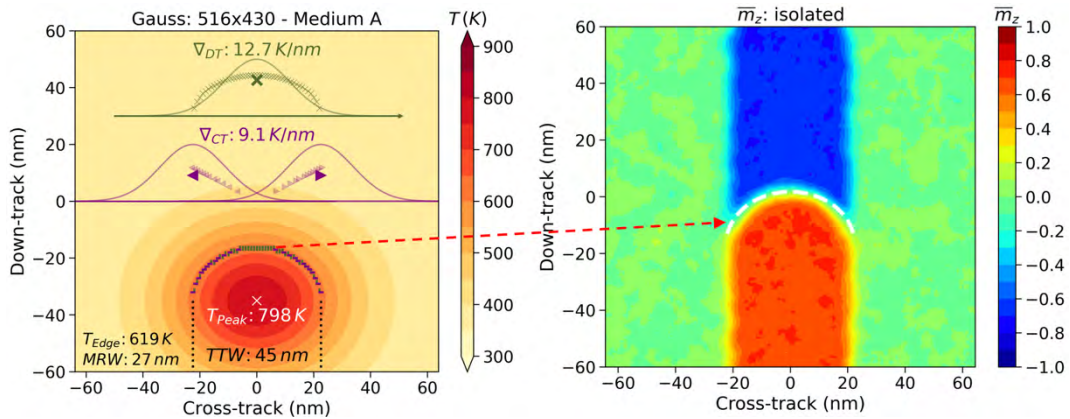 Gauss: 516x430 - Medium A
T (K)
∇DT: 12.7 K/nm
∇CT: 9.1 K/nm
TPeak: 798 K
TEdge: 619 K
MRW: 27 nm
TTW: 45 nm
Down-track (nm)
60
40
20
0
−20
−40
−60
−60 −40 −20 0 20 40 60
Cross-track (nm)
900
800
700
600
500
400
300
m̅z: isolated
m̅z
Down-track (nm)
60
40
20
0
−20
−40
−60
−60 −40 −20 0 20 40 60
Cross-track (nm)
1.0
0.8
0.6
0.4
0.2
0.0
−0.2
−0.4
−0.6
−0.8
−1.0